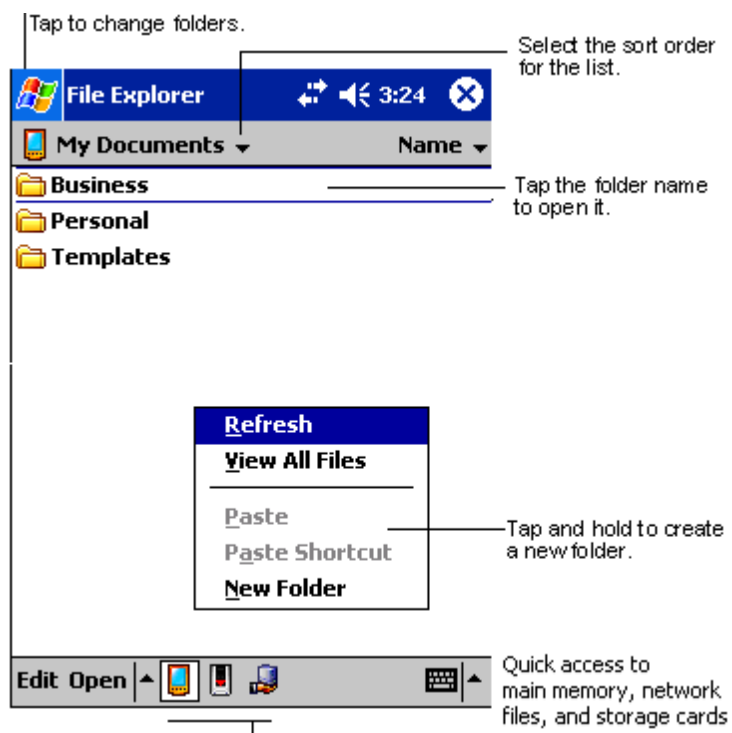 Tap to change folders.
Select the sort order
for the list.
File Explorer 3:24
My Documents Name
Business
Tap the folder name
to open it.
Personal
Templates
Refresh
View All Files
Paste
Paste Shortcut
New Folder
Tap and hold to create
a new folder.
Edit Open
Quick access to
main memory, network
files, and storage cards